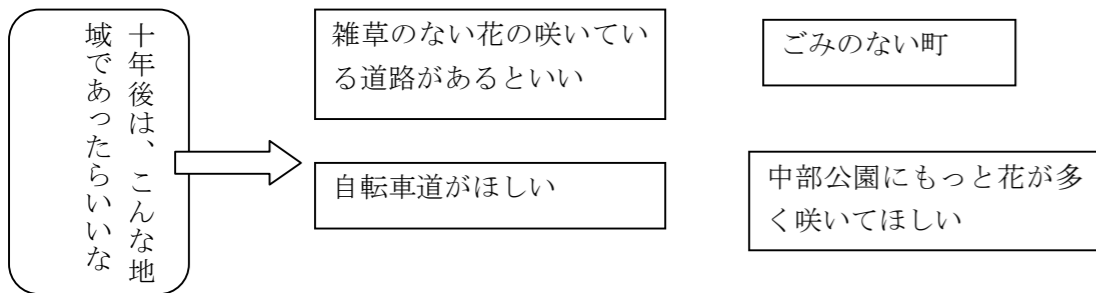 十年後は、こんな地
域であったらいいな
雑草のない花の咲いてい
る道路があるといい
ごみのない町
自転車道がほしい
中部公園にもっと花が多
く咲いてほしい